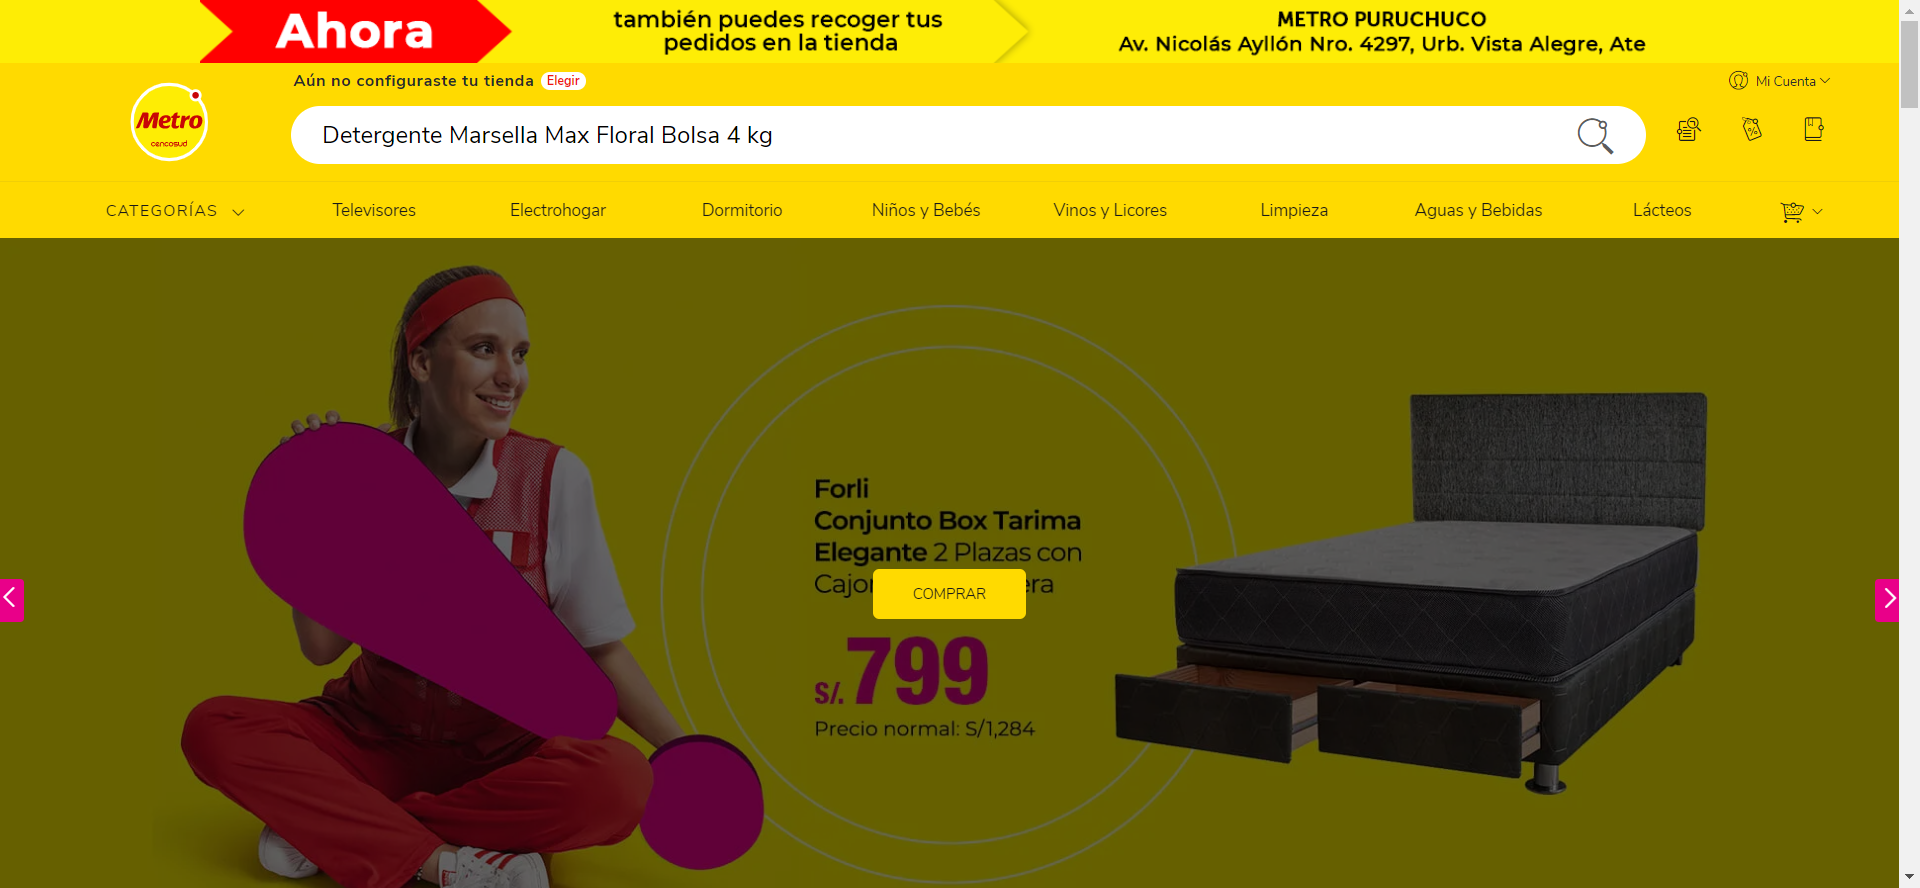 Ahora
también puedes recoger tus
pedidos en la tienda
METRO PURUCHUCO
Av. Nicolás Ayllón Nro. 4297, Urb. Vista Alegre, Ate
Aún no configuraste tu tienda Elegir
Mi Cuenta
Metro
cencosud
Detergente Marsella Max Floral Bolsa 4 kg
CATEGORÍAS
Televisores
Electrohogar
Dormitorio
Niños y Bebés
Vinos y Licores
Limpieza
Aguas y Bebidas
Lácteos
Forli
Conjunto Box Tarima
Elegante 2 Plazas con
COMPRAR
S/.799
Precio normal: S/1,284